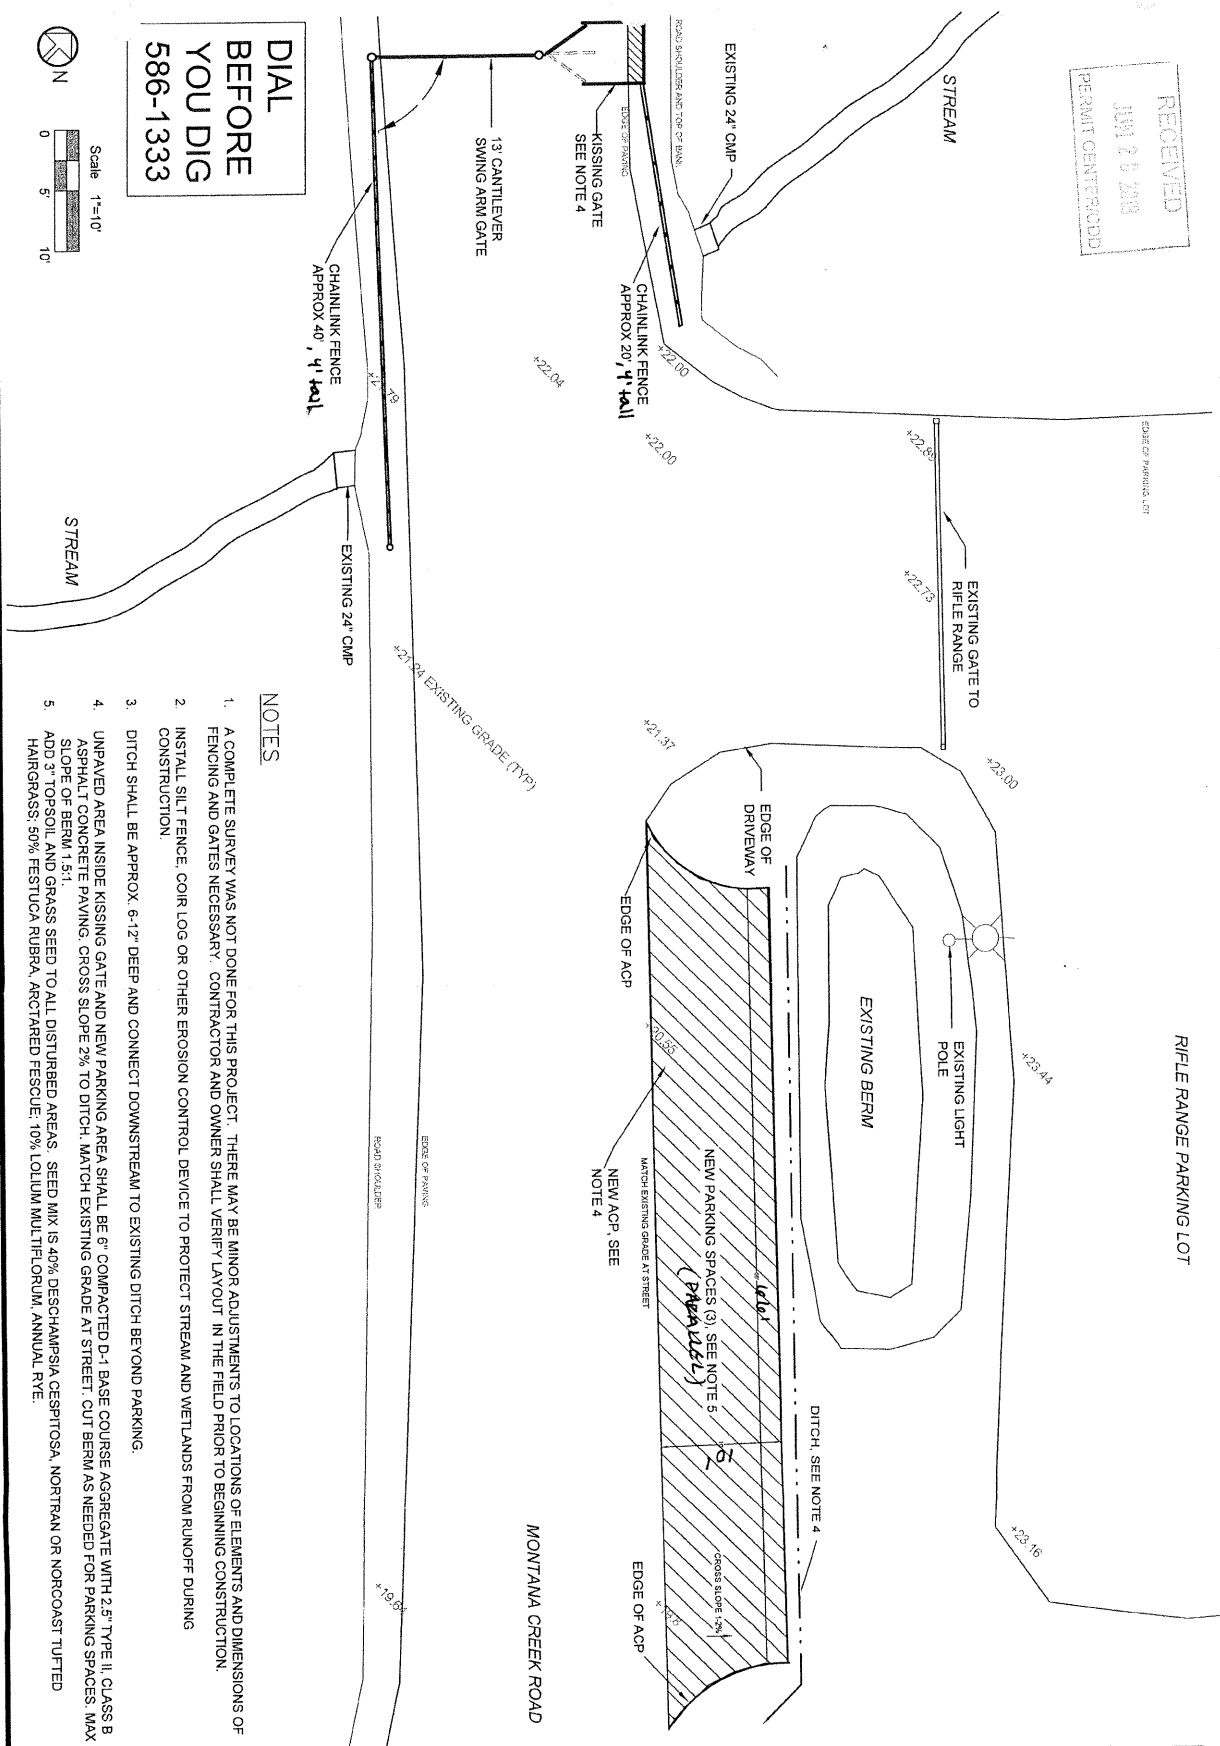 RECEIVED
JUN 20 2013
PERMIT CENTER/CDD
STREAM
EXISTING 24" CMP
ROAD SHOULDER AND TOP OF BANK
EDGE OF PAVING
KISSING GATE
SEE NOTE 4
13' CANTILEVER
SWING ARM GATE
CHAINLINK FENCE
APPROX 20', 4' tall
CHAINLINK FENCE
APPROX 40', 4' tall
DIAL
BEFORE
YOU DIG
586-1333
N
Scale 1"=10'
0 5' 10'
STREAM
EXISTING 24" CMP
+22.00
+22.04
+22.00
+22.73
+21.24 EXISTING GRADE (TYP)
+21.37
+23.00
+23.44
+23.16
+20.55
+19.64
EDGE OF PARKING LOT
EXISTING GATE TO
RIFLE RANGE
EDGE OF
DRIVEWAY
EDGE OF ACP
EXISTING BERM
EXISTING LIGHT
POLE
RIFLE RANGE PARKING LOT
NEW PARKING SPACES (3), SEE NOTE 5
(PARALLEL)
MATCH EXISTING GRADE AT STREET
NEW ACP, SEE
NOTE 4
DITCH, SEE NOTE 4
CROSS SLOPE 1-2%
EDGE OF ACP
MONTANA CREEK ROAD
EDGE OF PAVING
ROAD SHOULDER
NOTES
1. A COMPLETE SURVEY WAS NOT DONE FOR THIS PROJECT. THERE MAY BE MINOR ADJUSTMENTS TO LOCATIONS OF ELEMENTS AND DIMENSIONS OF
FENCING AND GATES NECESSARY. CONTRACTOR AND OWNER SHALL VERIFY LAYOUT IN THE FIELD PRIOR TO BEGINNING CONSTRUCTION.
2. INSTALL SILT FENCE, COIR LOG OR OTHER EROSION CONTROL DEVICE TO PROTECT STREAM AND WETLANDS FROM RUNOFF DURING
CONSTRUCTION.
3. DITCH SHALL BE APPROX. 6-12" DEEP AND CONNECT DOWNSTREAM TO EXISTING DITCH BEYOND PARKING.
4. UNPAVED AREA INSIDE KISSING GATE AND NEW PARKING AREA SHALL BE 6" COMPACTED D-1 BASE COURSE AGGREGATE WITH 2.5" TYPE II, CLASS B
ASPHALT CONCRETE PAVING. CROSS SLOPE 2% TO DITCH. MATCH EXISTING GRADE AT STREET. CUT BERM AS NEEDED FOR PARKING SPACES. MAX
SLOPE OF BERM 1.5:1.
5. ADD 3" TOPSOIL AND GRASS SEED TO ALL DISTURBED AREAS. SEED MIX IS 40% DESCHAMPSIA CESPITOSA, NORTRAN OR NORCOAST TUFTED
HAIRGRASS; 50% FESTUCA RUBRA, ARCTARED FESCUE; 10% LOLIUM MULTIFLORUM, ANNUAL RYE.